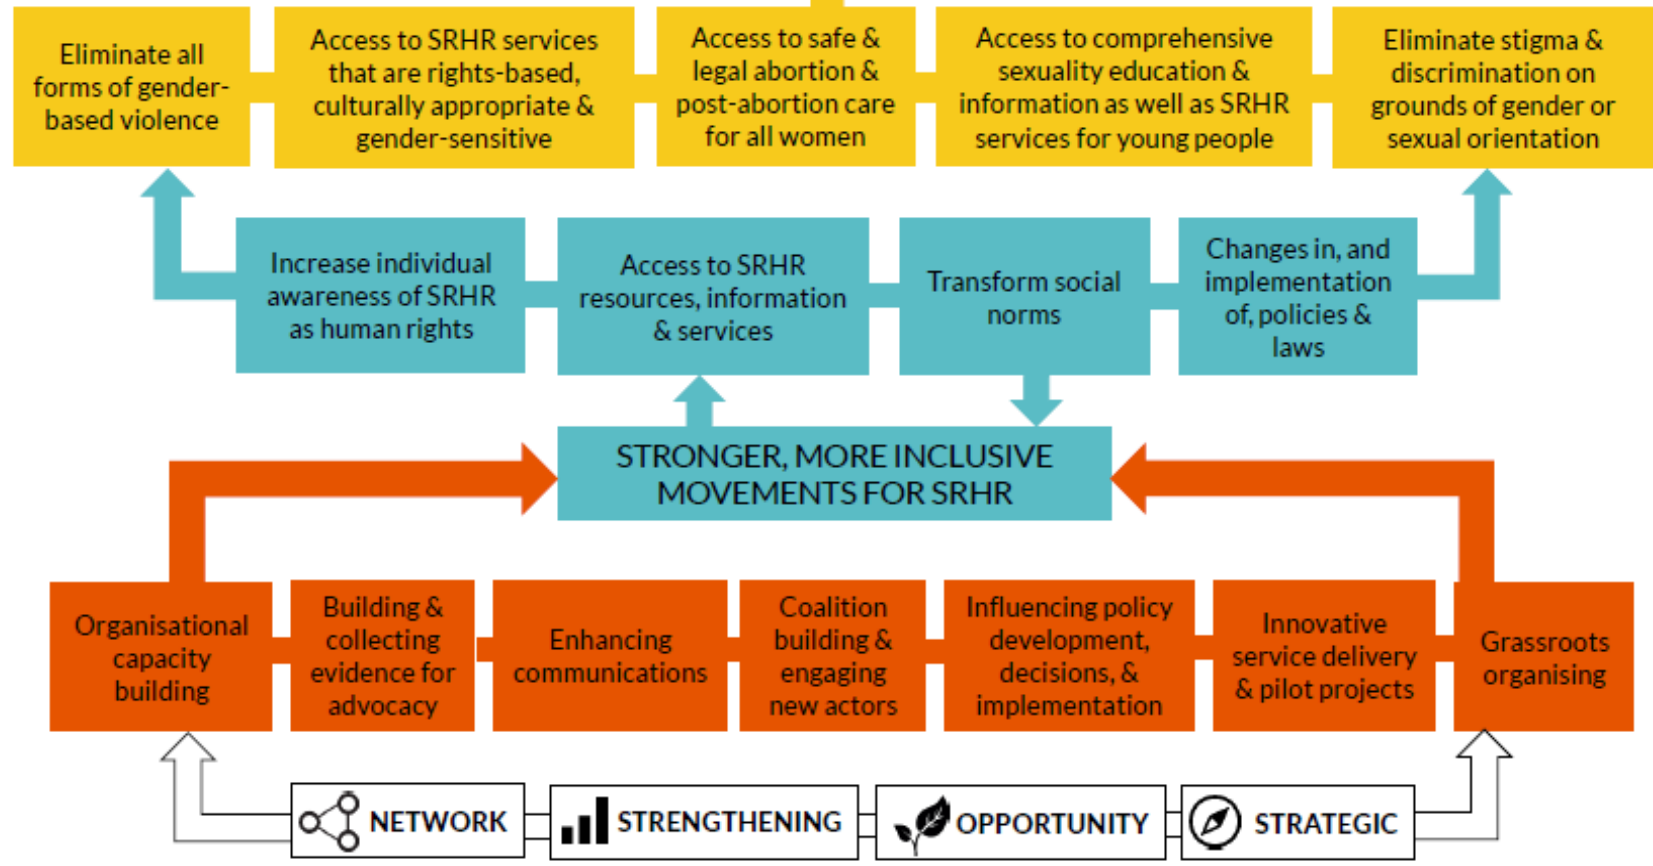 Eliminate all
forms of gender-
based violence
Access to SRHR services
that are rights-based,
culturally appropriate &
gender-sensitive
Access to safe &
legal abortion &
post-abortion care
for all women
Access to comprehensive
sexuality education &
information as well as SRHR
services for young people
Eliminate stigma &
discrimination on
grounds of gender or
sexual orientation
Increase individual
awareness of SRHR
as human rights
Access to SRHR
resources, information
& services
Transform social
norms
Changes in, and
implementation
of, policies &
laws
STRONGER, MORE INCLUSIVE
MOVEMENTS FOR SRHR
Organisational
capacity
building
Building &
collecting
evidence for
advocacy
Enhancing
communications
Coalition
building &
engaging
new actors
Influencing policy
development,
decisions, &
implementation
Innovative
service delivery
& pilot projects
Grassroots
organising
NETWORK
STRENGTHENING
OPPORTUNITY
STRATEGIC